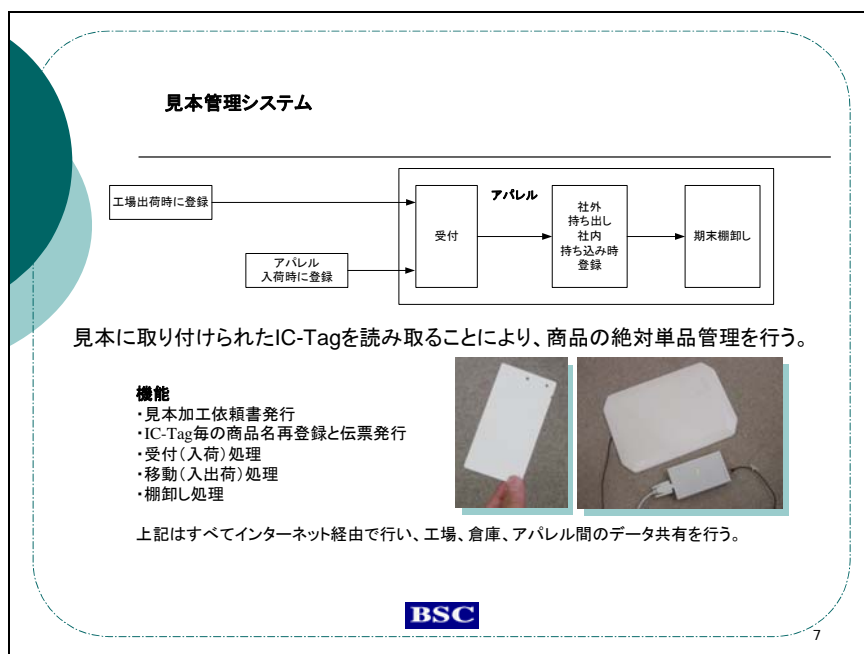 見本管理システム
工場出荷時に登録
アパレル
入荷時に登録
アパレル
受付
社外
持ち出し
社内
持ち込み時
登録
期末棚卸し
見本に取り付けられたIC-Tagを読み取ることにより、商品の絶対単品管理を行う。
機能
・見本加工依頼書発行
・IC-Tag毎の商品名再登録と伝票発行
・受付(入荷)処理
・移動(入出荷)処理
・棚卸し処理
上記はすべてインターネット経由で行い、工場、倉庫、アパレル間のデータ共有を行う。
BSC
7